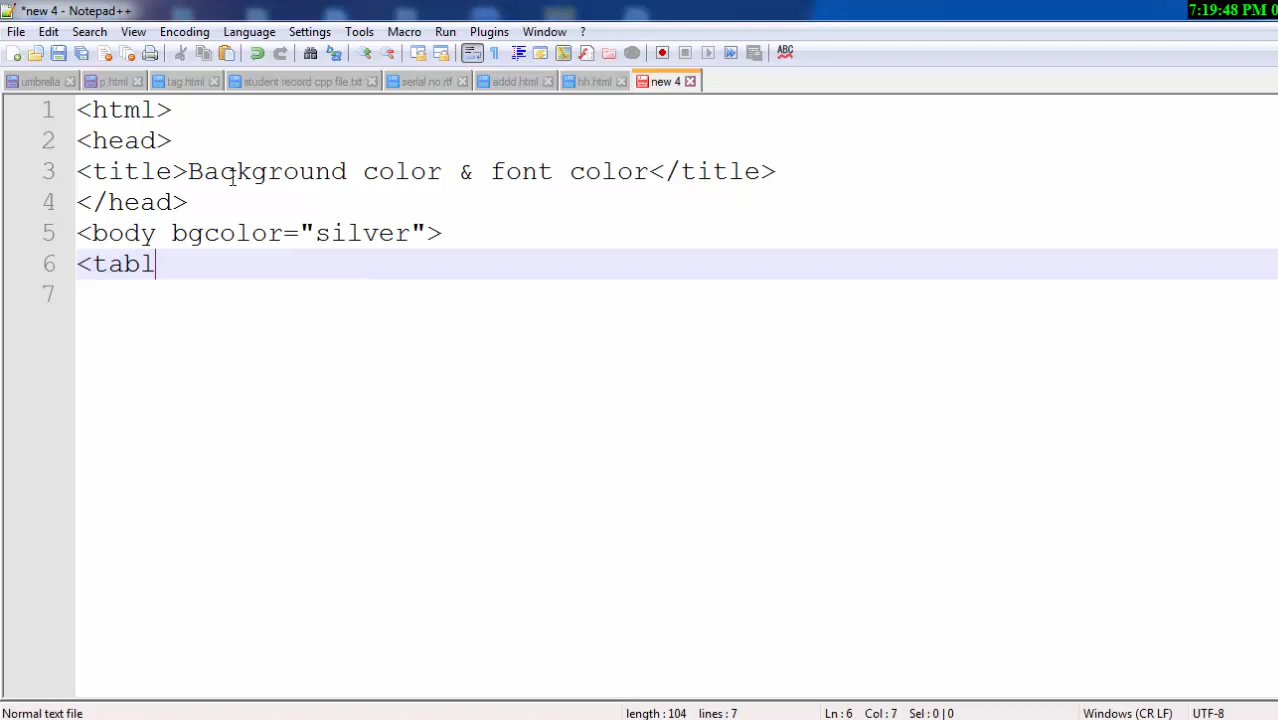 *new 4 - Notepad++
7:19:48 PM 0
File Edit Search View Encoding Language Settings Tools Macro Run Plugins Window ?
ABC
umbrella p.html tag.html student record cpp file.txt serial no.rtf addd.html hh.html new 4
1 <html>
2 <head>
3 <title>Background color & font color</title>
4 </head>
5 <body bgcolor="silver">
6 <tabl
7
Normal text file length : 104 lines : 7 Ln : 6 Col : 7 Sel : 0 | 0 Windows (CR LF) UTF-8